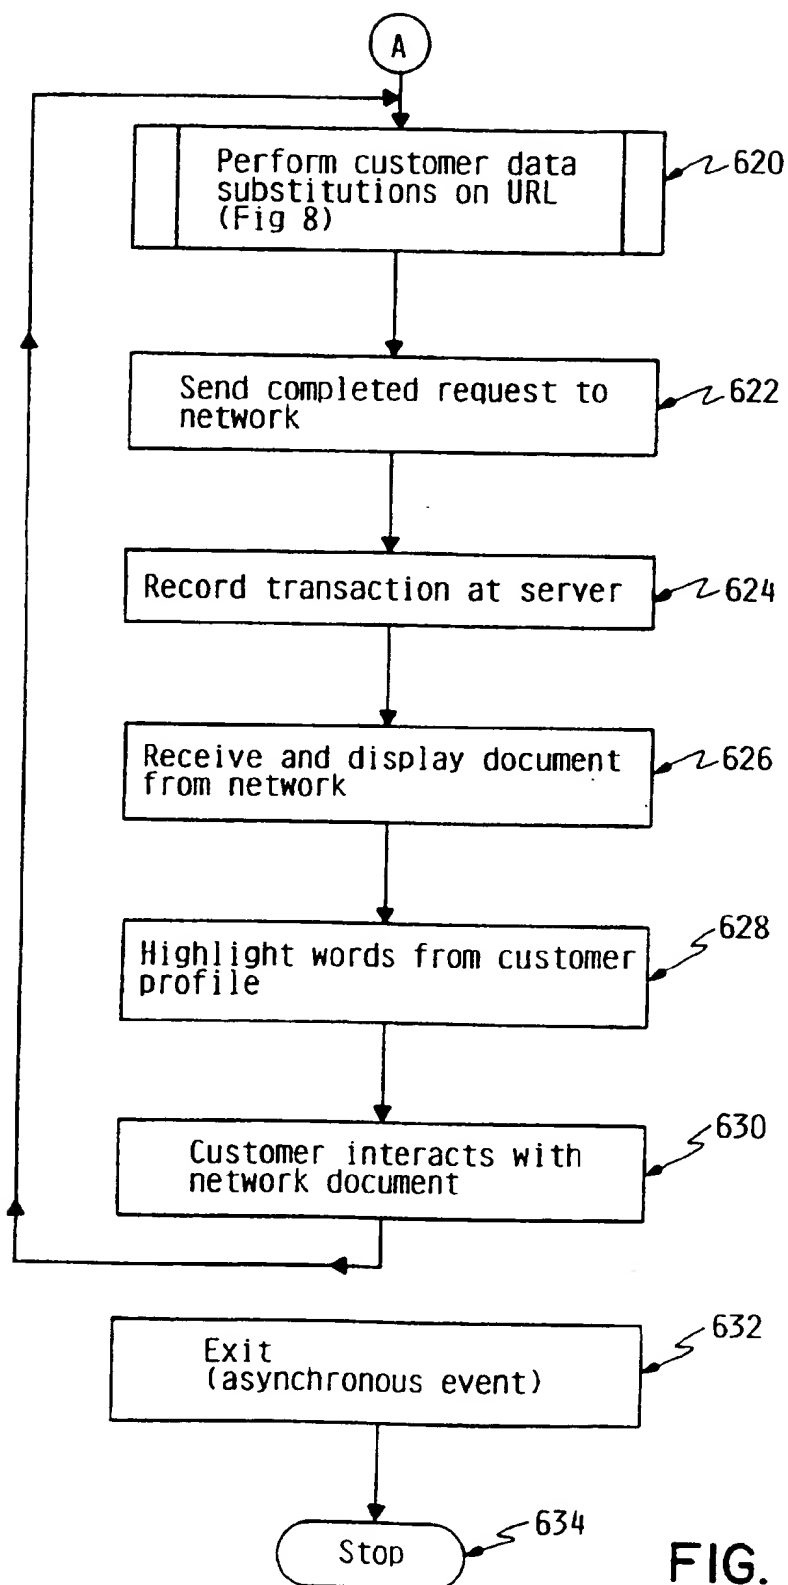 A
Perform customer data
substitutions on URL
(Fig 8)
620
Send completed request to
network
622
Record transaction at server
624
Receive and display document
from network
626
Highlight words from customer
profile
628
Customer interacts with
network document
630
Exit
(asynchronous event)
632
Stop
634
FIG.